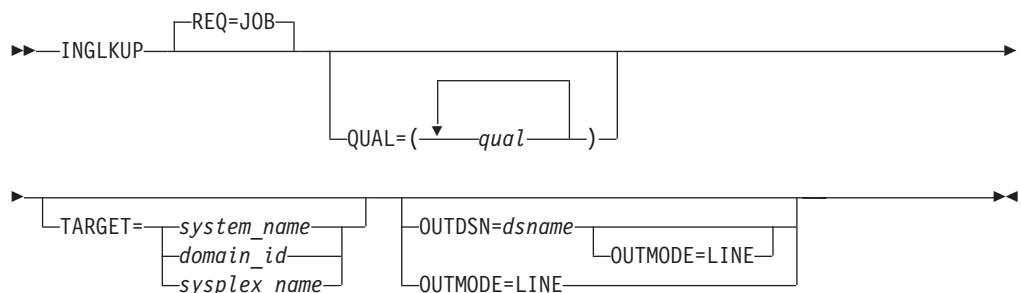 REQ=JOB
INGLKUP
QUAL=( qual )
TARGET= system_name OUTDSN=dsname
domain_id OUTMODE=LINE
sysplex_name OUTMODE=LINE